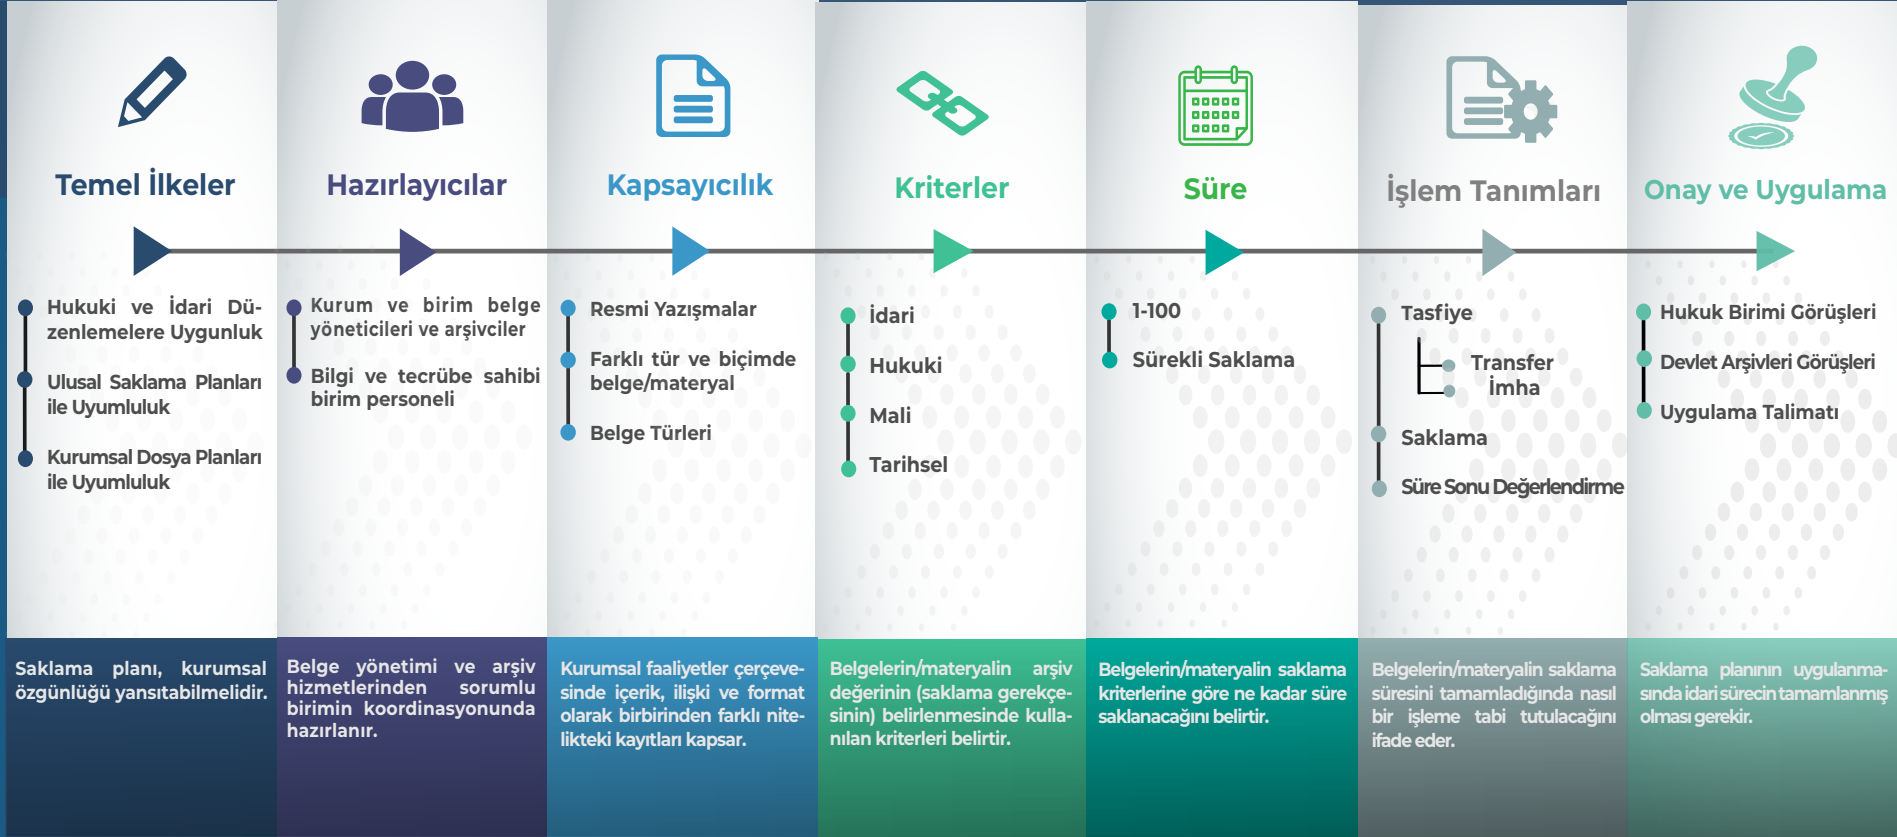 Temel İlkeler
Hukuki ve İdari Dü-
zenlemelere Uygunluk
Ulusal Saklama Planları
ile Uyumluluk
Kurumsal Dosya Planları
ile Uyumluluk
Saklama planı, kurumsal
özgünlüğü yansıtabilmelidir.
Hazırlayıcılar
Kurum ve birim belge
yöneticileri ve arşivciler
Bilgi ve tecrübe sahibi
birim personeli
Belge yönetimi ve arşiv
hizmetlerinden sorumlu
birimin koordinasyonunda
hazırlanır.
Kapsayıcılık
Resmi Yazışmalar
Farklı tür ve biçimde
belge/materyal
Belge Türleri
Kurumsal faaliyetler çerçeve-
sinde içerik, ilişki ve format
olarak birbirinden farklı nite-
likteki kayıtları kapsar.
Kriterler
İdari
Hukuki
Mali
Tarihsel
Belgelerin/materyalin arşiv
değerinin (saklama gerekçe-
sinin) belirlenmesinde kulla-
nılan kriterleri belirtir.
Süre
1-100
Sürekli Saklama
Belgelerin/materyalin saklama
kriterlerine göre ne kadar süre
saklanacağını belirtir.
İşlem Tanımları
Tasfiye
Transfer
İmha
Saklama
Süre Sonu Değerlendirme
Belgelerin/materyalin saklama
süresini tamamladığında nasıl
bir işleme tabi tutulacağını
ifade eder.
Onay ve Uygulama
Hukuk Birimi Görüşleri
Devlet Arşivleri Görüşleri
Uygulama Talimatı
Saklama planının uygulanma-
sında idari sürecin tamamlanmış
olması gerekir.